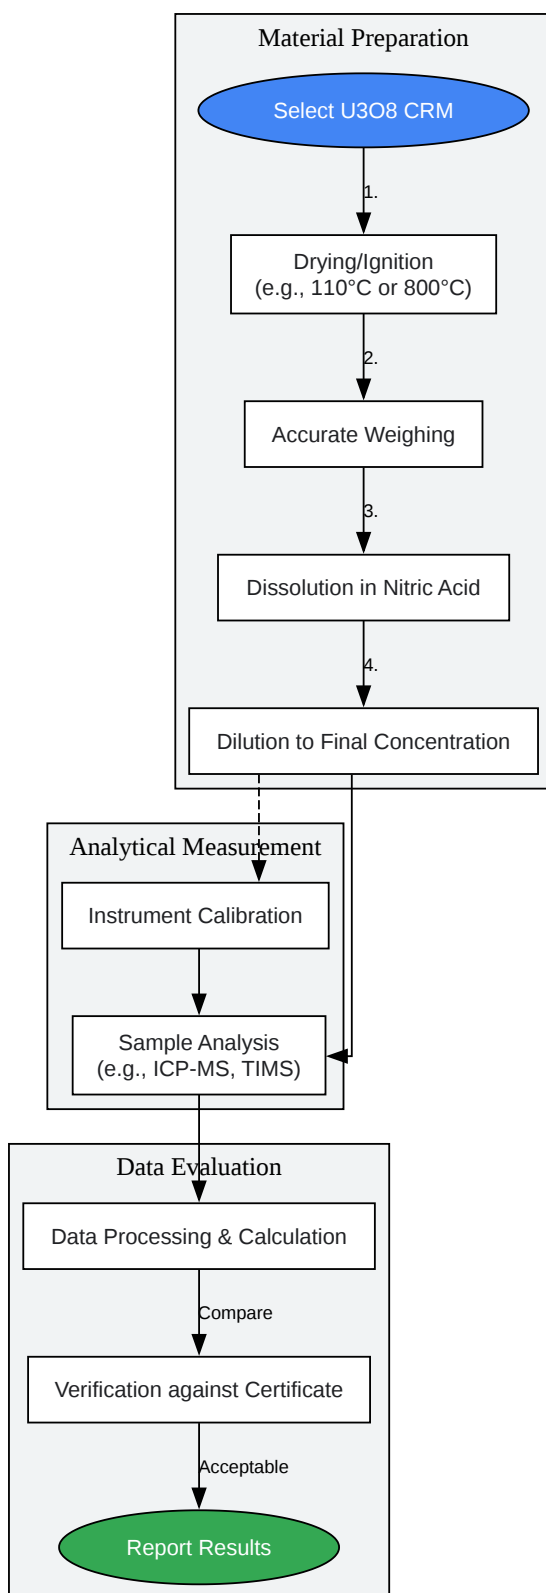 Material Preparation
Select U3O8 CRM
1.
Drying/Ignition
(e.g., 110°C or 800°C)
2.
Accurate Weighing
3.
Dissolution in Nitric Acid
4.
Dilution to Final Concentration
Analytical Measurement
Instrument Calibration
Sample Analysis
(e.g., ICP-MS, TIMS)
Data Evaluation
Data Processing & Calculation
Compare
Verification against Certificate
Acceptable
Report Results